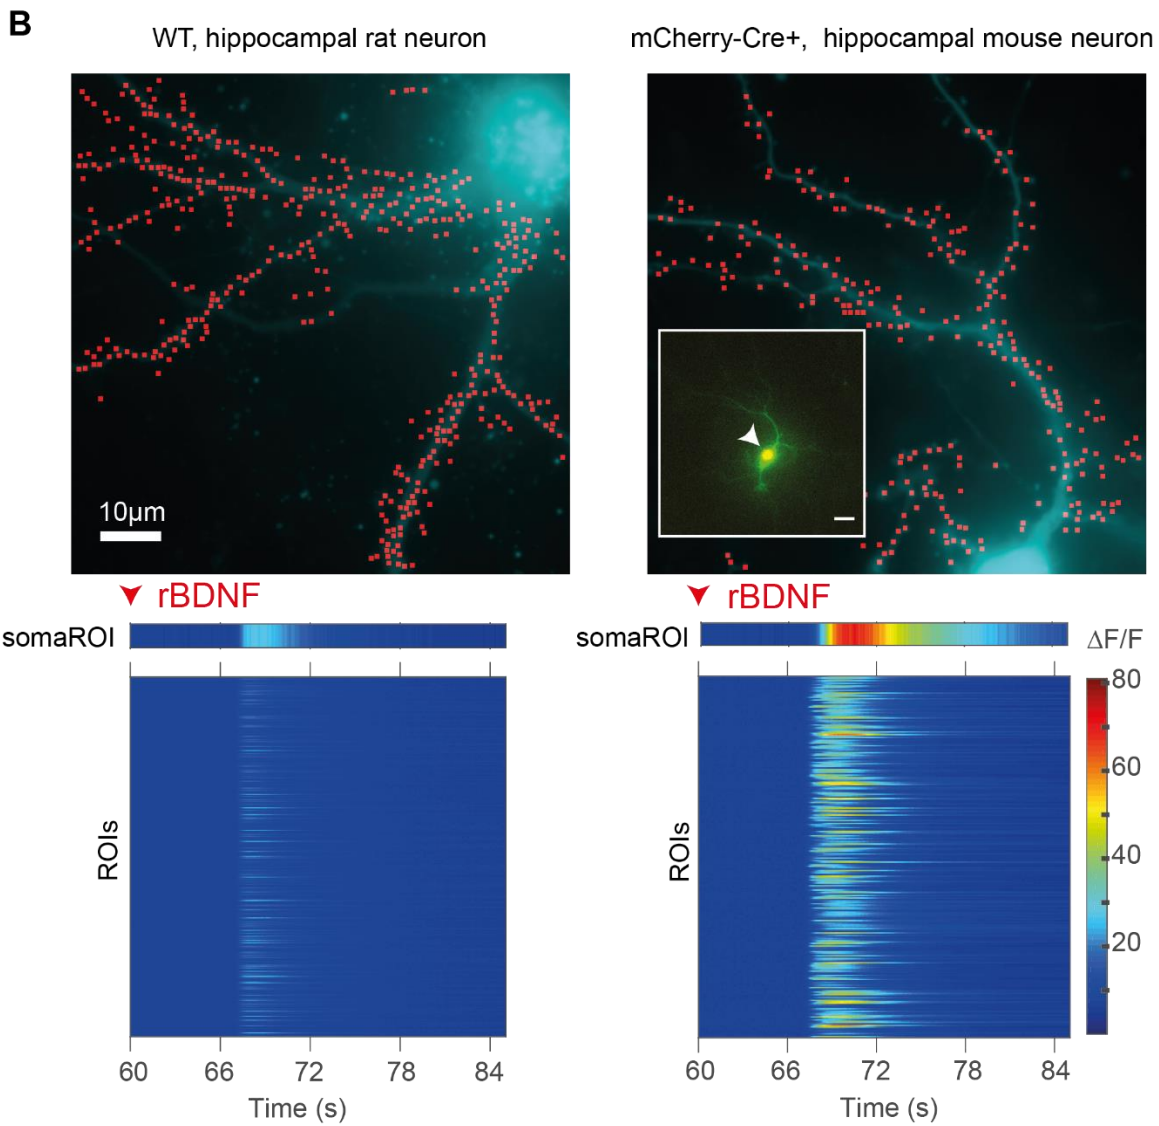 B
WT, hippocampal rat neuron
mCherry-Cre+, hippocampal mouse neuron
10µm
rBDNF
rBDNF
somaROI
somaROI
ΔF/F
80
60
40
20
ROIs
ROIs
60 66 72 78 84
60 66 72 78 84
Time (s)
Time (s)